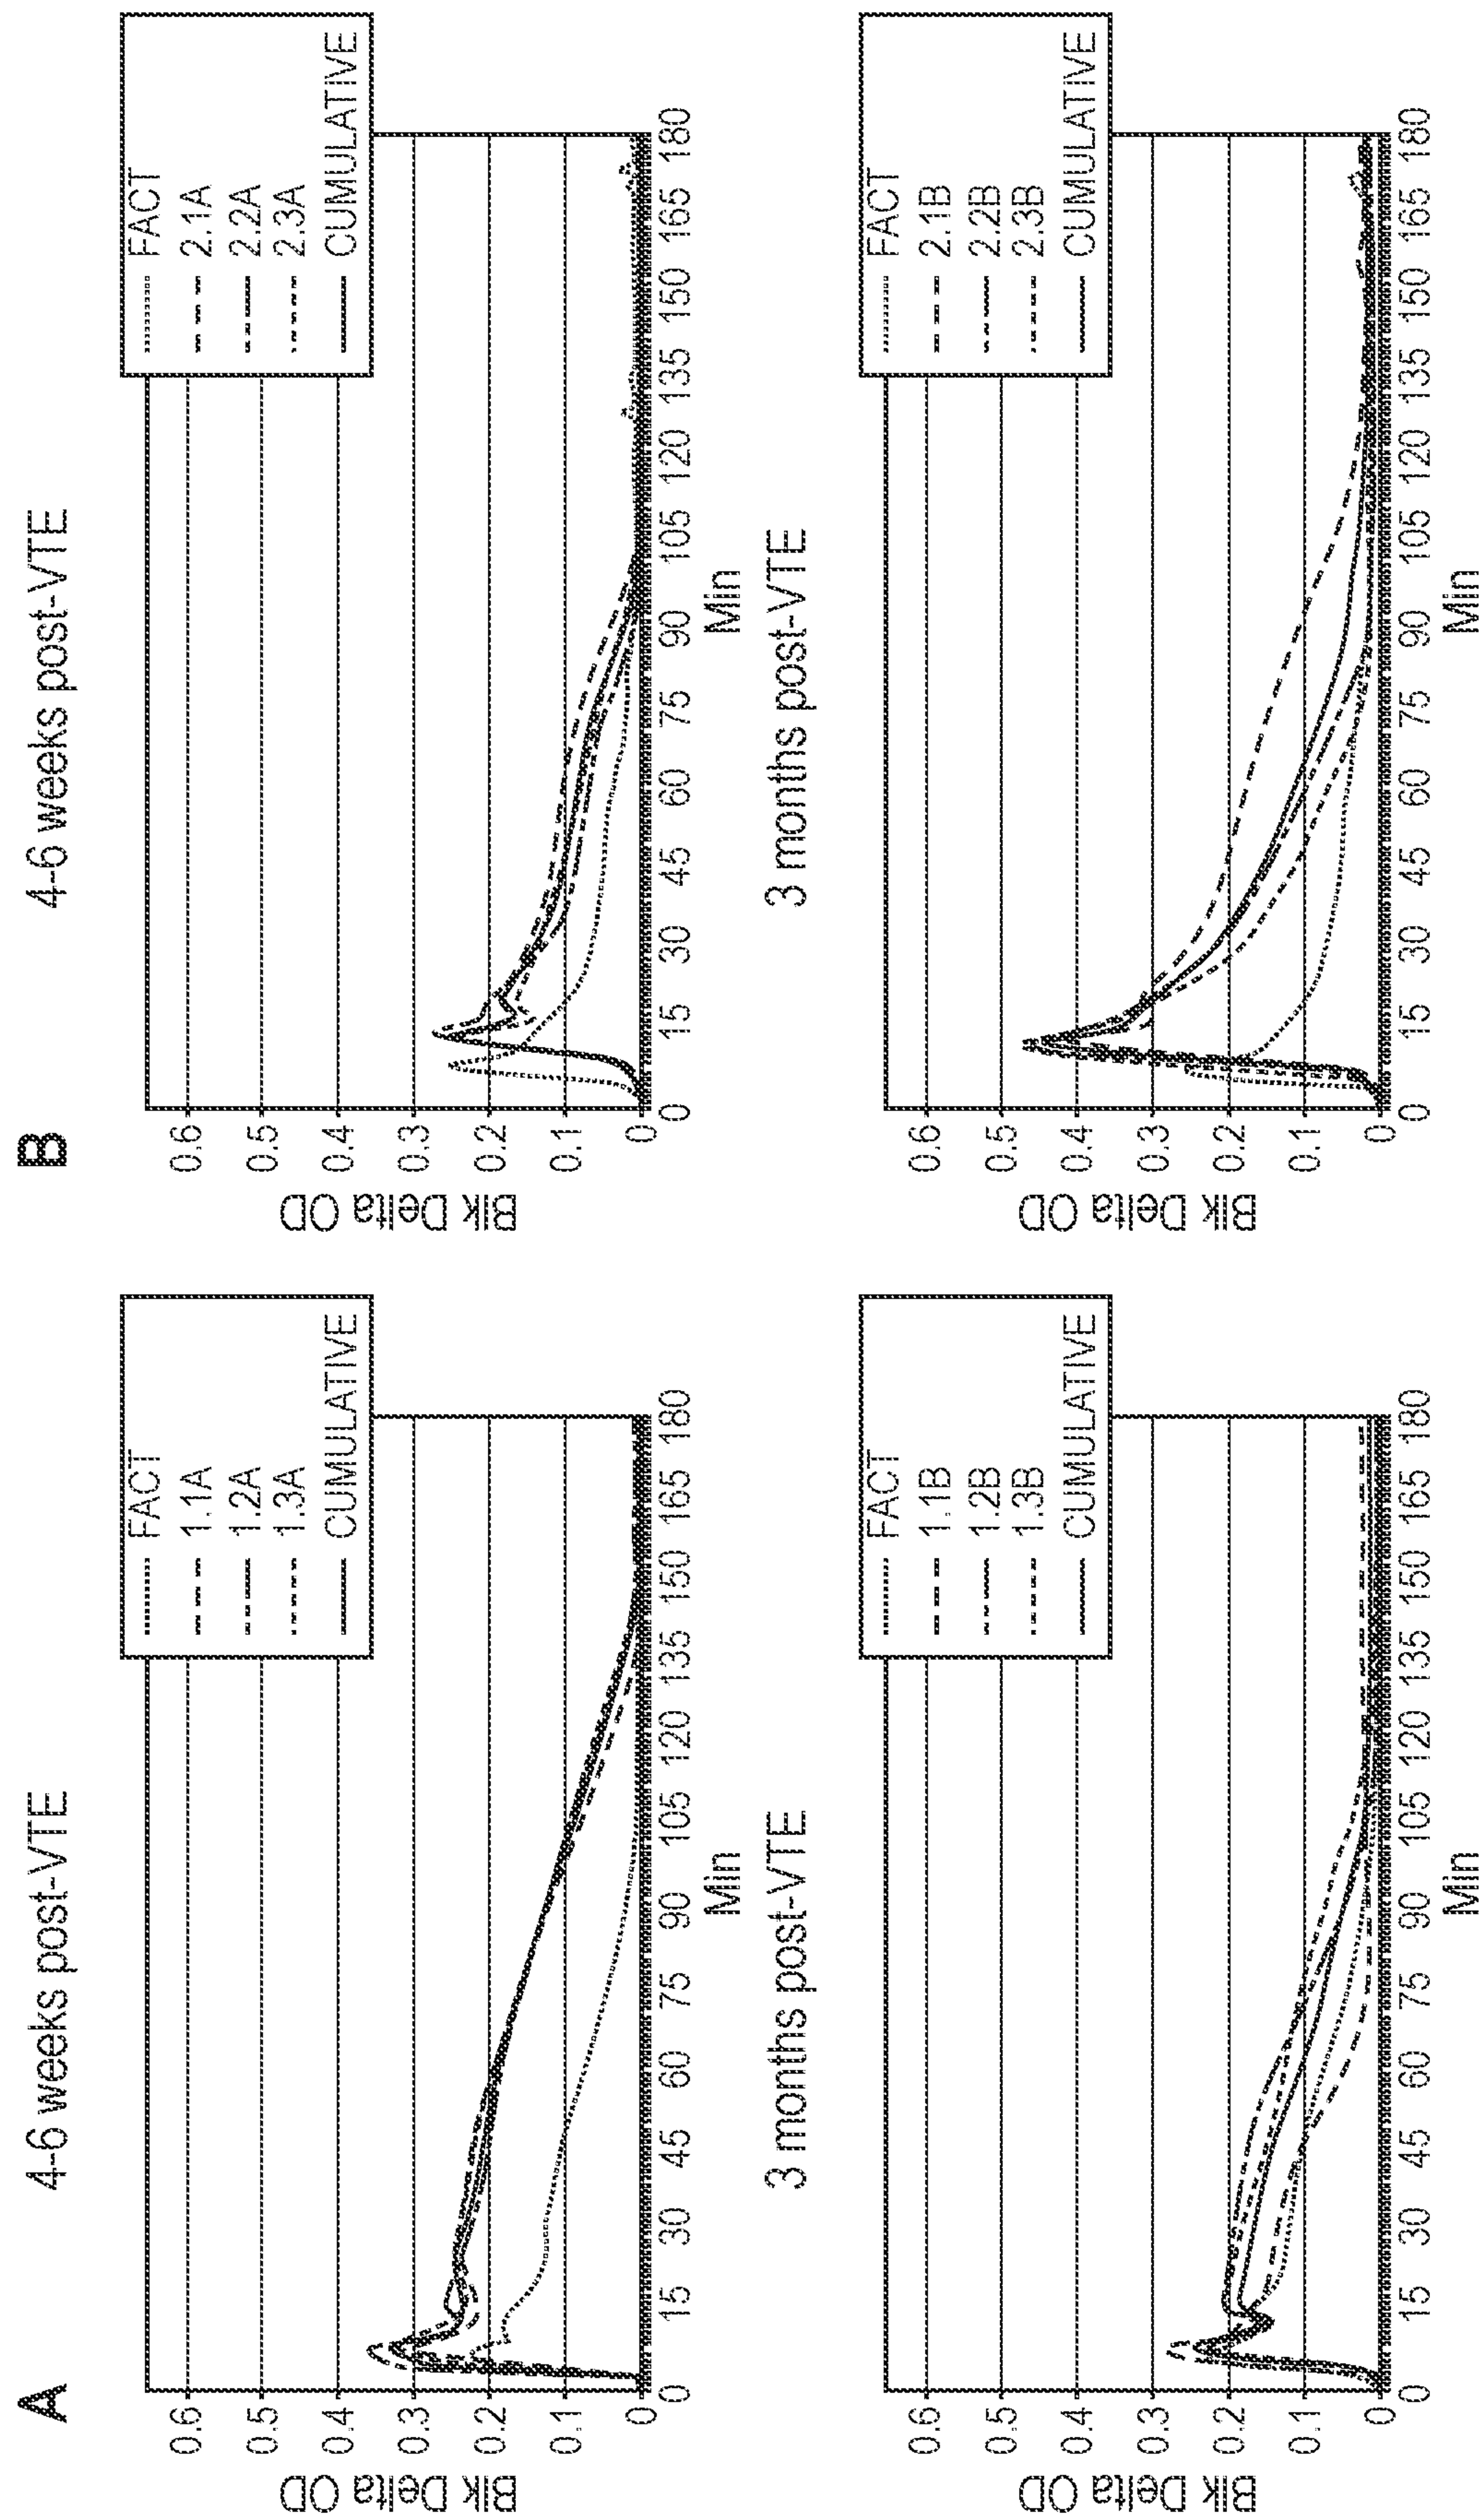 A
4-6 weeks post-VTE
Blk Delta OD
0.6
0.5
0.4
0.3
0.2
0.1
0
0 15 30 45 60 75 90 105 120 135 150 165 180
Min
FACT
1.1A
1.2A
1.3A
CUMULATIVE
3 months post-VTE
Blk Delta OD
0.6
0.5
0.4
0.3
0.2
0.1
0
0 15 30 45 60 75 90 105 120 135 150 165 180
Min
FACT
1.1B
1.2B
1.3B
CUMULATIVE
B
4-6 weeks post-VTE
Blk Delta OD
0.6
0.5
0.4
0.3
0.2
0.1
0
0 15 30 45 60 75 90 105 120 135 150 165 180
Min
FACT
2.1A
2.2A
2.3A
CUMULATIVE
3 months post-VTE
Blk Delta OD
0.6
0.5
0.4
0.3
0.2
0.1
0
0 15 30 45 60 75 90 105 120 135 150 165 180
Min
FACT
2.1B
2.2B
2.3B
CUMULATIVE